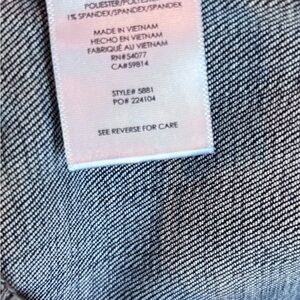 POLYESTER/POLYESTER
1% SPANDEX/SPANDEX/SPANDEX
MADE IN VIETNAM
HECHO EN VIETNAM
FABRIQUÉ AU VIETNAM
RN#54077
CA#59814
STYLE# 5881
PO# 224104
SEE REVERSE FOR CARE